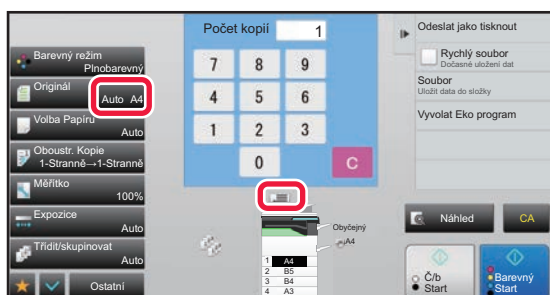 Barevný režim
Plnobarevný
Originál
Auto A4
Volba Papíru
Auto
Oboustr. Kopie
1-Stranně→1-Stranně
Měřítko
100%
Expozice
Auto
Třídit/skupinovat
Auto
Ostatní
Počet kopií 1
7 8 9
4 5 6
1 2 3
0 C
Obyčejný
A4
1 A4
2 B5
3 B4
4 A3
Odeslat jako tisknout
Rychlý soubor
Dočasné uložení dat
Soubor
Uložit data do složky
Vyvolat Eko program
Náhled
CA
Č/b
Start
Barevný
Start